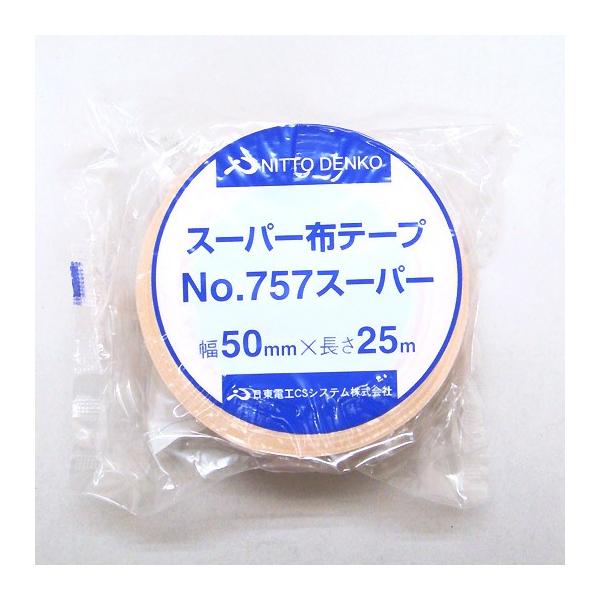 NITTO DENKO
スーパー布テープ
No.757スーパー
幅50mm×長さ25m
日東電工CSシステム株式会社